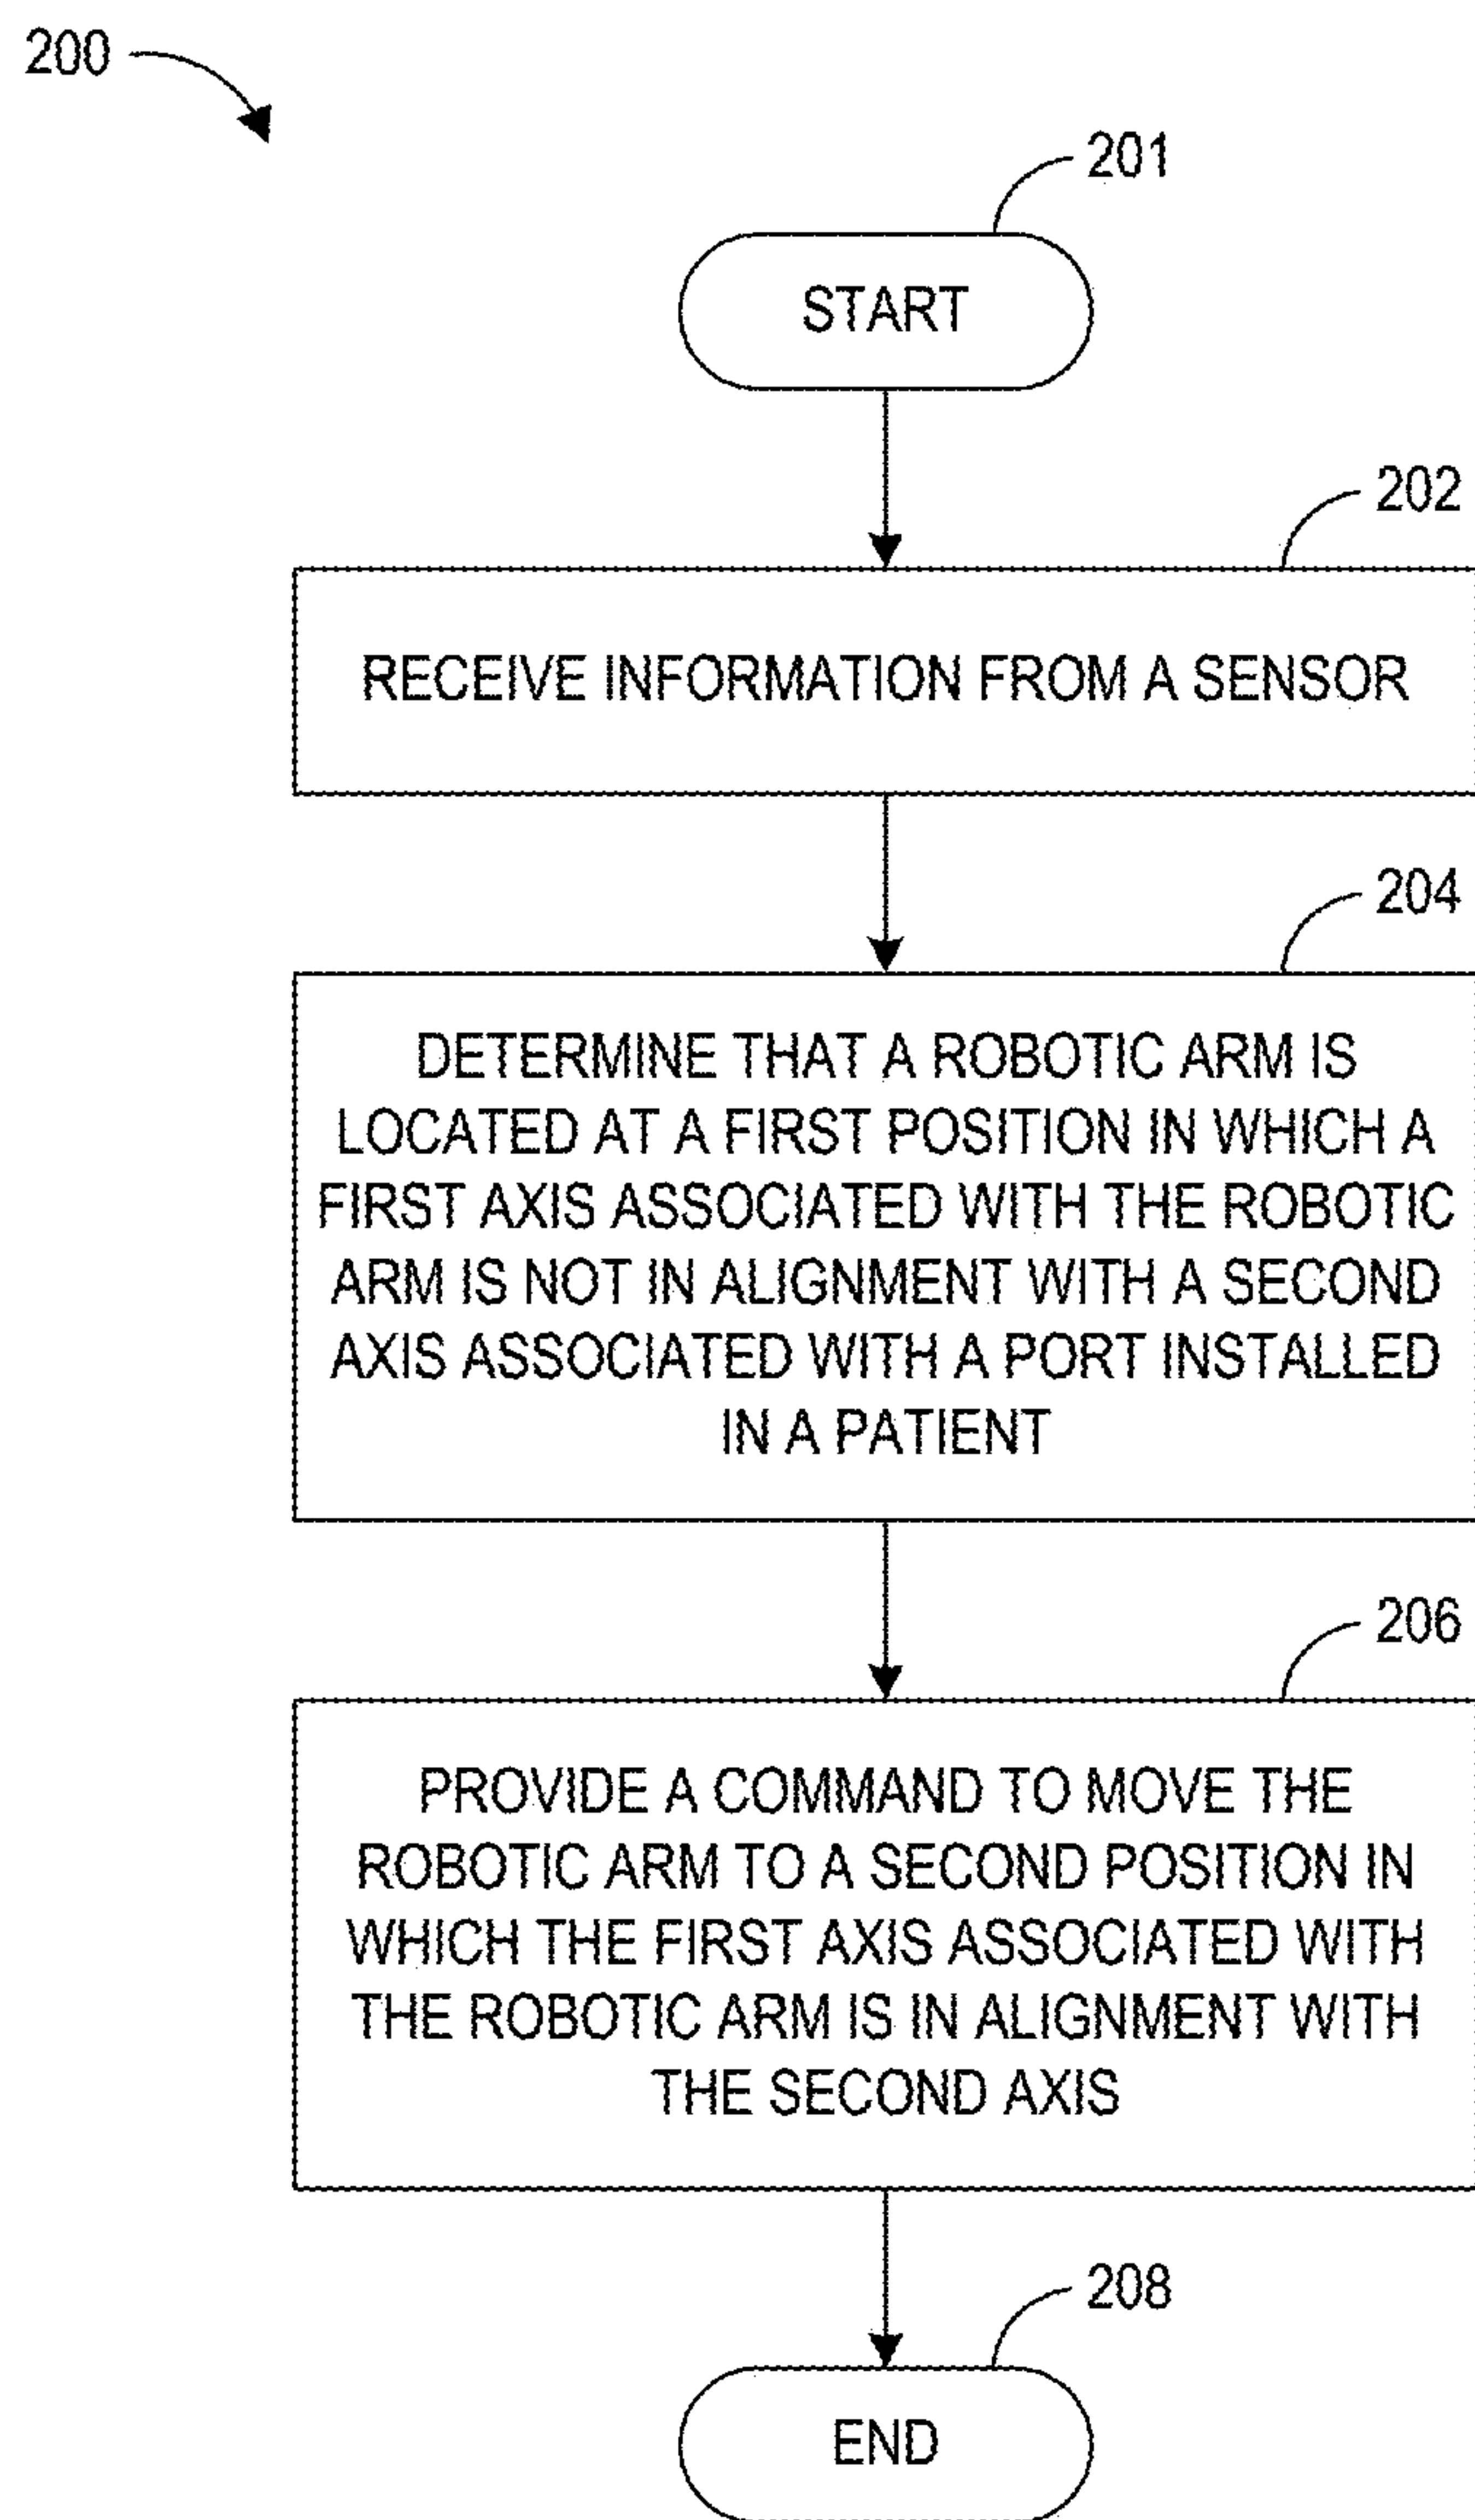 200
201
START
202
RECEIVE INFORMATION FROM A SENSOR
204
DETERMINE THAT A ROBOTIC ARM IS
LOCATED AT A FIRST POSITION IN WHICH A
FIRST AXIS ASSOCIATED WITH THE ROBOTIC
ARM IS NOT IN ALIGNMENT WITH A SECOND
AXIS ASSOCIATED WITH A PORT INSTALLED
IN A PATIENT
206
PROVIDE A COMMAND TO MOVE THE
ROBOTIC ARM TO A SECOND POSITION IN
WHICH THE FIRST AXIS ASSOCIATED WITH
THE ROBOTIC ARM IS IN ALIGNMENT WITH
THE SECOND AXIS
208
END